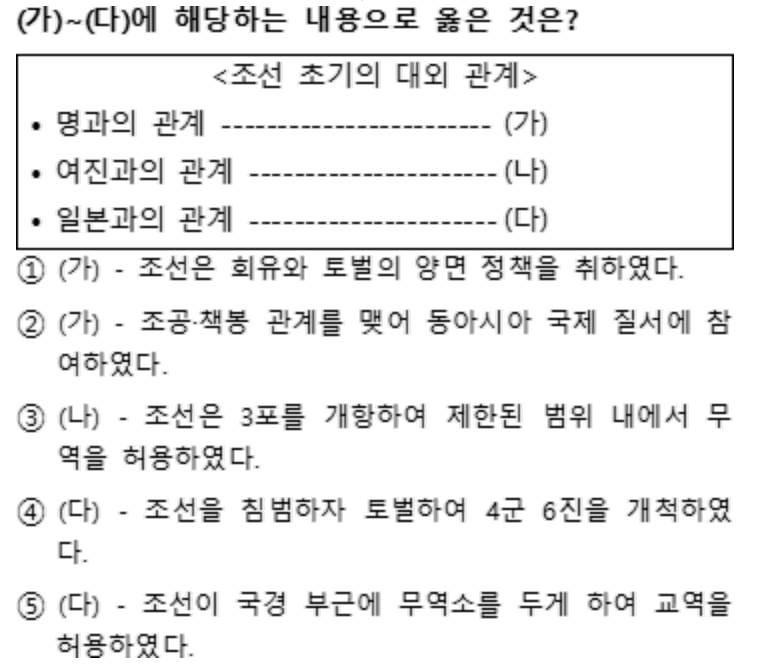 (가)~(다)에 해당하는 내용으로 옳은 것은?
<조선 초기의 대외 관계>
• 명과의 관계 ------------------------ (가)
• 여진과의 관계 ---------------------- (나)
• 일본과의 관계 ---------------------- (다)
① (가) - 조선은 회유와 토벌의 양면 정책을 취하였다.
② (가) - 조공·책봉 관계를 맺어 동아시아 국제 질서에 참
여하였다.
③ (나) - 조선은 3포를 개항하여 제한된 범위 내에서 무
역을 허용하였다.
④ (다) - 조선을 침범하자 토벌하여 4군 6진을 개척하였
다.
⑤ (다) - 조선이 국경 부근에 무역소를 두게 하여 교역을
허용하였다.